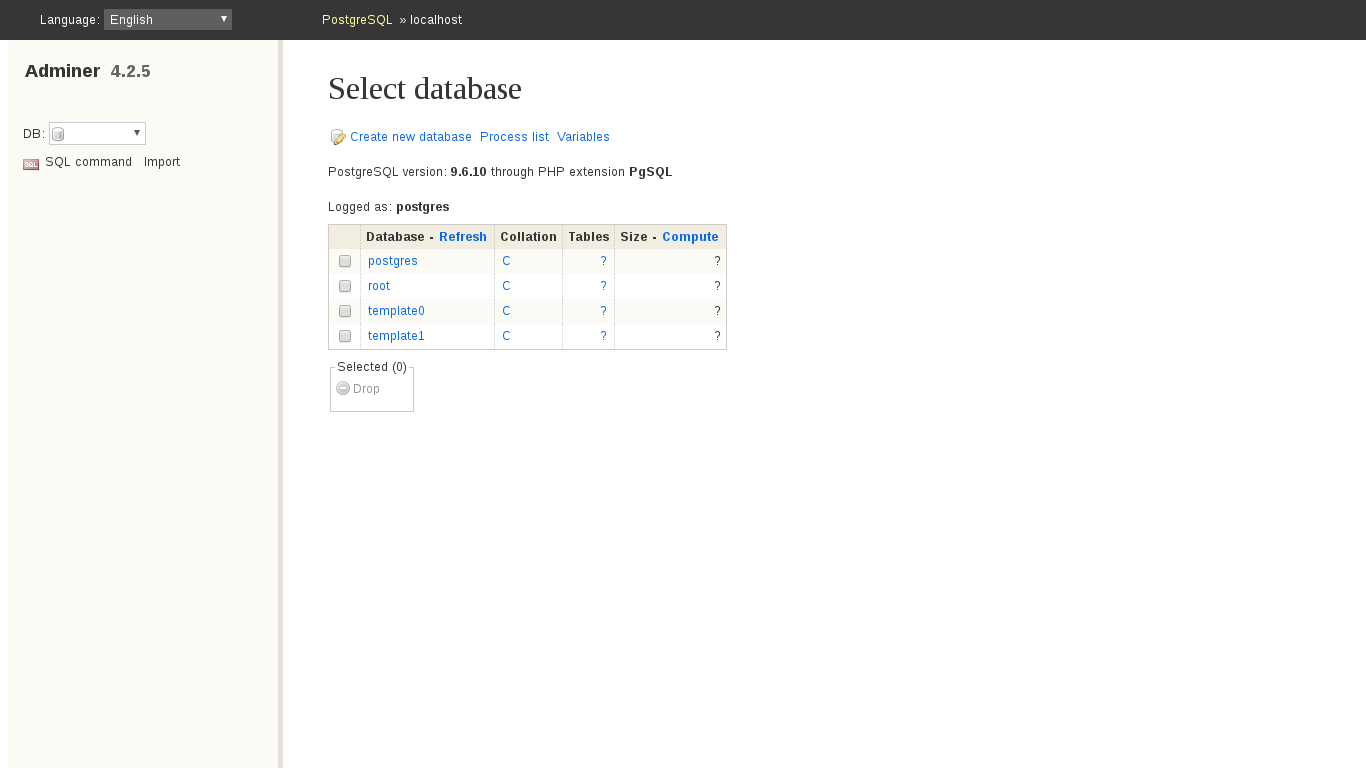 Language: English PostgreSQL » localhost
Adminer 4.2.5
DB:
SQL SQL command Import
Select database
Create new database Process list Variables
PostgreSQL version: 9.6.10 through PHP extension PgSQL
Logged as: postgres
Database - Refresh Collation Tables Size - Compute
postgres C ? ?
root C ? ?
template0 C ? ?
template1 C ? ?
Selected (0)
Drop